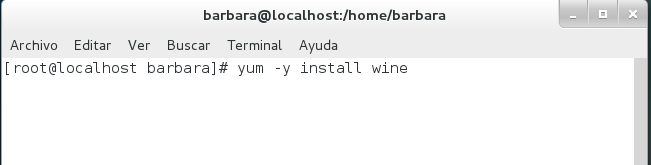 barbara@localhost:/home/barbara
Archivo Editar Ver Buscar Terminal Ayuda
[root@localhost barbara]# yum -y install wine